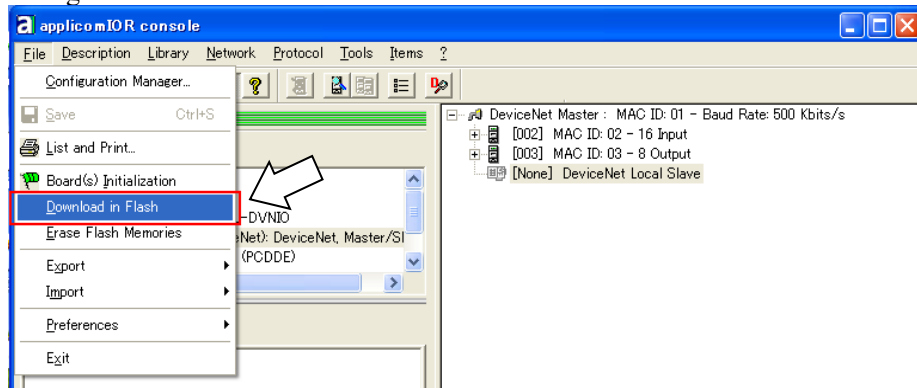 applicomIOR console
File Description Library Network Protocol Tools Items ?
Configuration Manager...
Save Ctrl+S
List and Print...
Board(s) Initialization
Download in Flash
Erase Flash Memories
Export
Import
Preferences
Exit
-DVNIO
eNet): DeviceNet, Master/Sl
(PCDDE)
DeviceNet Master : MAC ID: 01 - Baud Rate: 500 Kbits/s
[002] MAC ID: 02 - 16 Input
[003] MAC ID: 03 - 8 Output
[None] DeviceNet Local Slave